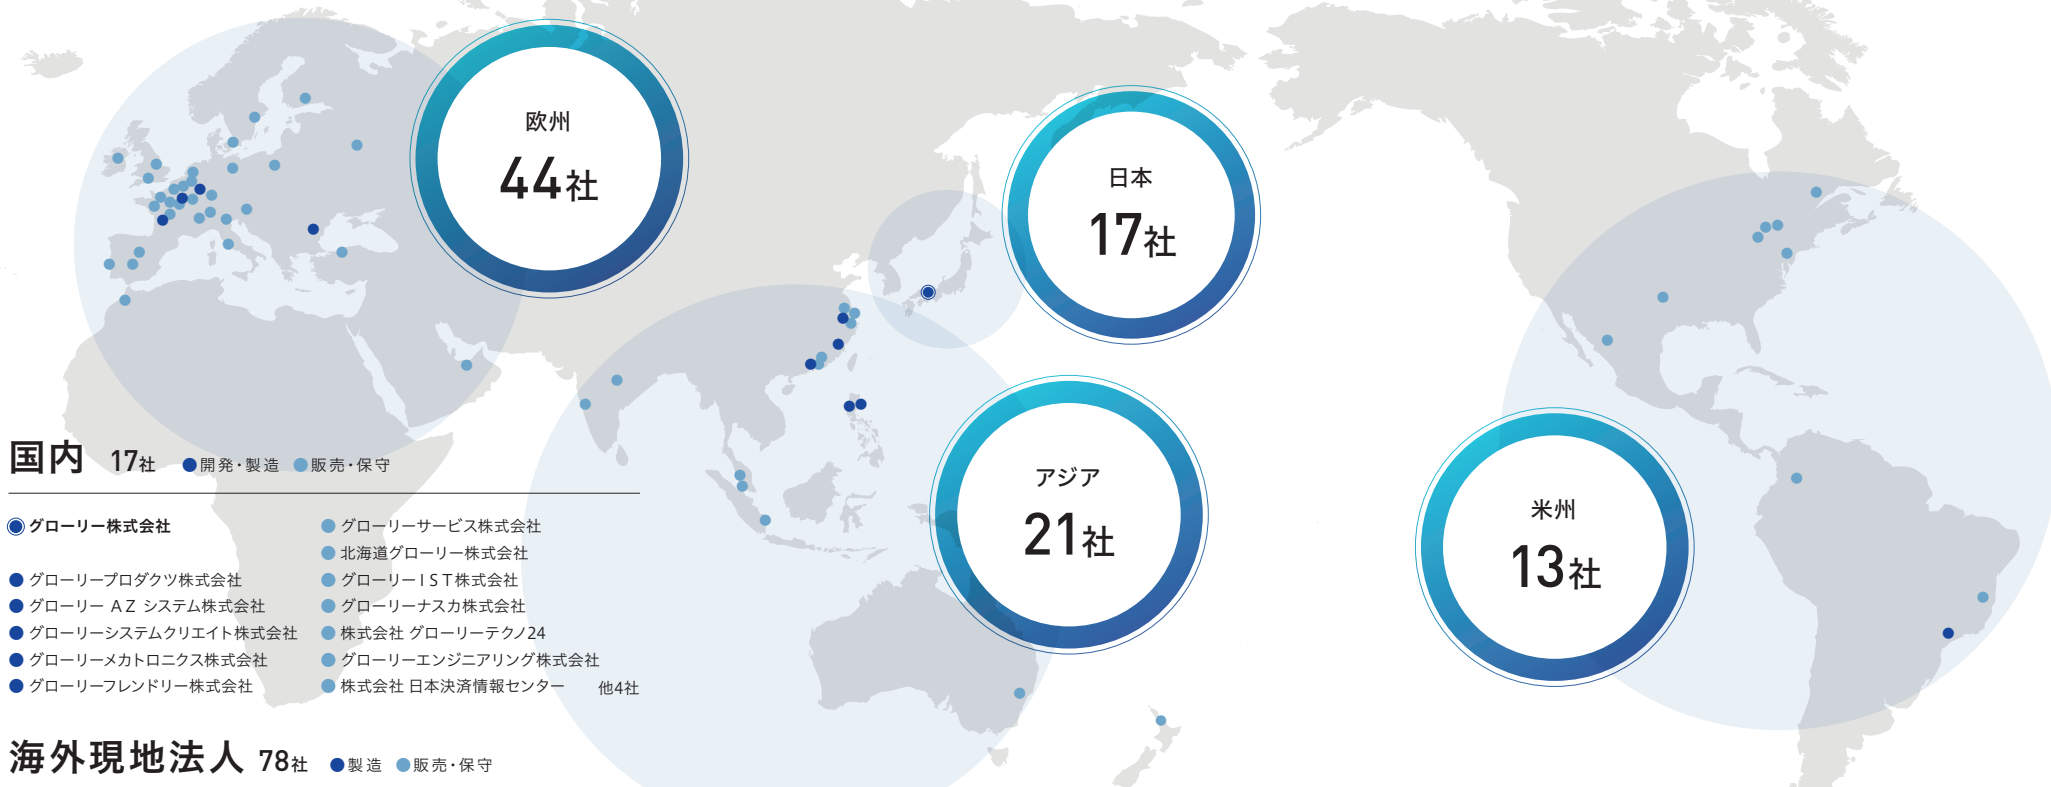 欧州
44社
日本
17社
アジア
21社
米州
13社
国内 17社 ●開発・製造 ●販売・保守
グローリー株式会社
グローリープロダクツ株式会社
グローリー AZ システム株式会社
グローリーシステムクリエイト株式会社
グローリーメカトロニクス株式会社
グローリーフレンドリー株式会社
グローリーサービス株式会社
北海道グローリー株式会社
グローリーIST株式会社
グローリーナスカ株式会社
株式会社 グローリーテクノ24
グローリーエンジニアリング株式会社
株式会社 日本決済情報センター 他4社
海外現地法人 78社 ●製造 ●販売・保守